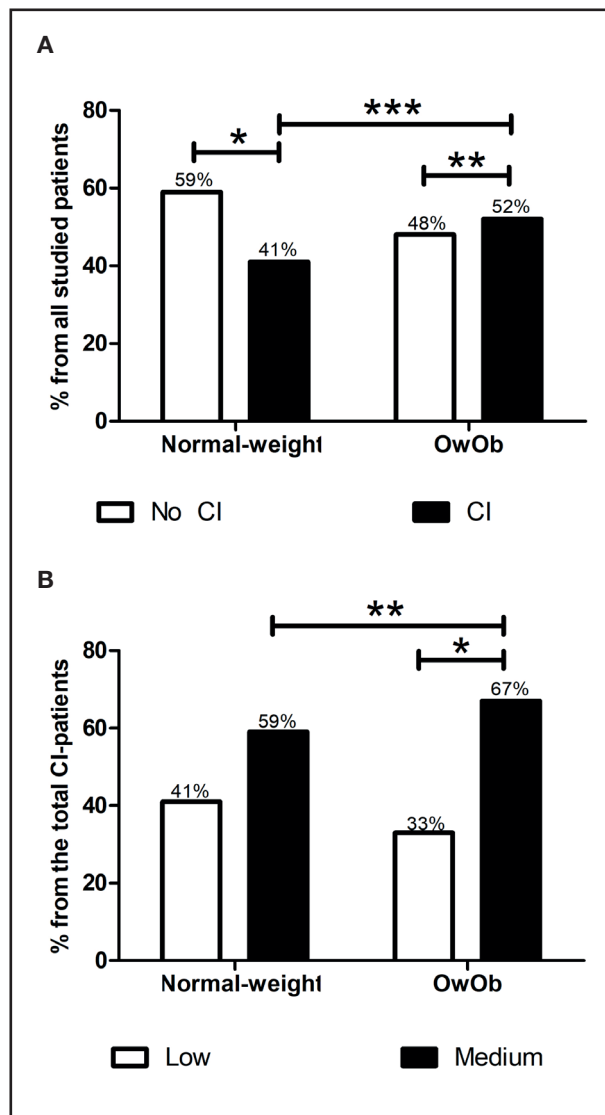 A
% from all studied patients
80
60
40
20
0
*
***
**
59%
41%
48%
52%
Normal-weight
OwOb
No CI
CI
B
% from the total CI-patients
80
60
40
20
0
**
*
41%
59%
33%
67%
Normal-weight
OwOb
Low
Medium